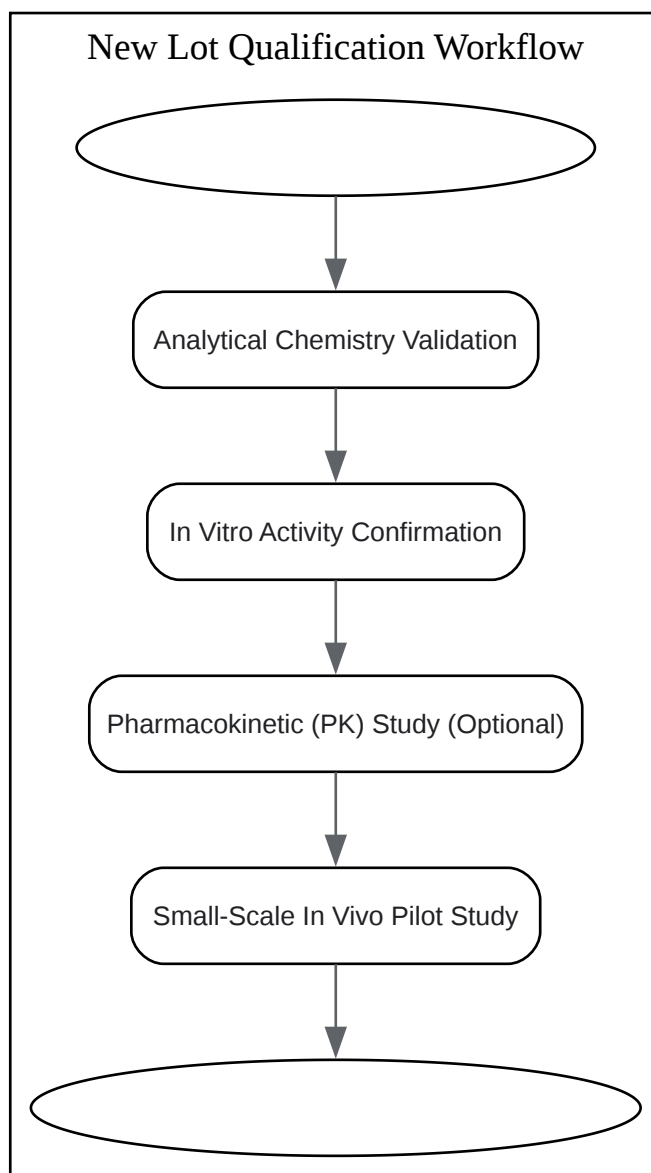 New Lot Qualification Workflow
Analytical Chemistry Validation
In Vitro Activity Confirmation
Pharmacokinetic (PK) Study (Optional)
Small-Scale In Vivo Pilot Study